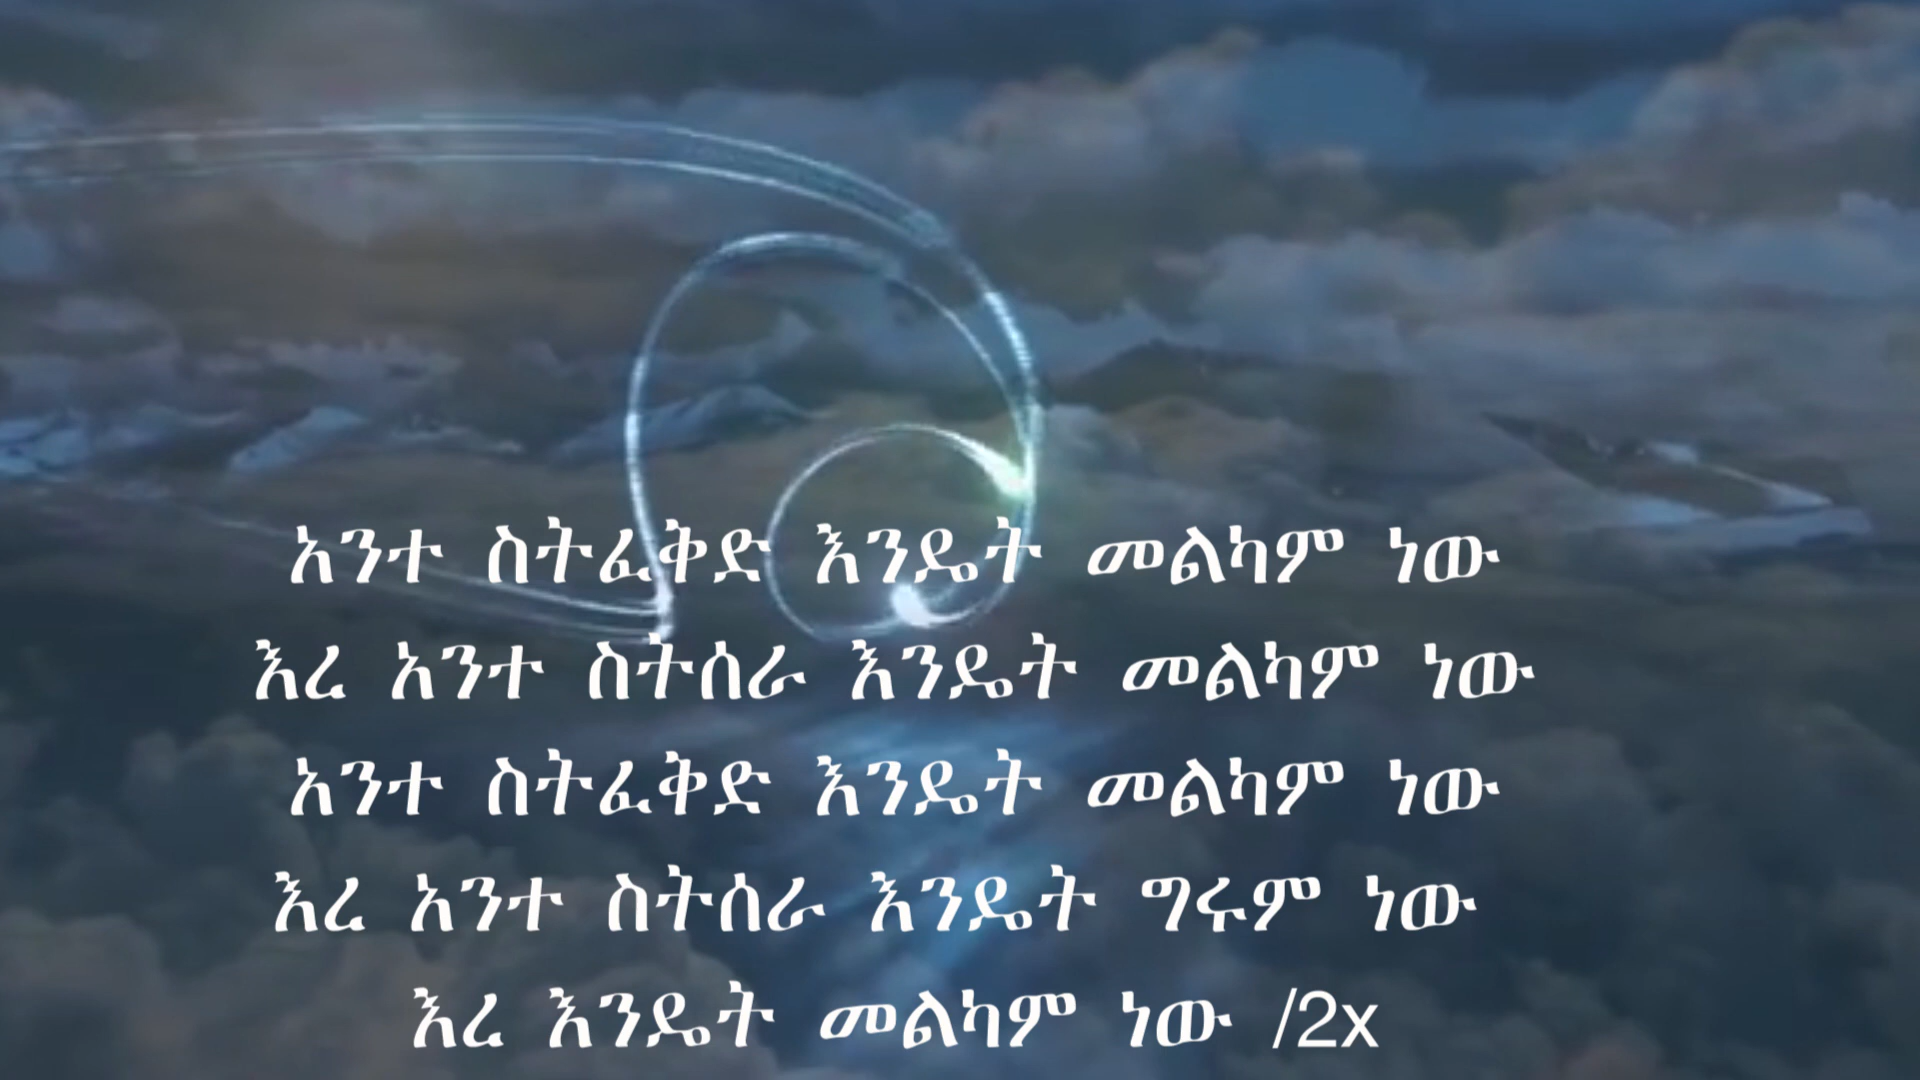 አንተ ስትፈቅድ እንዴት መልካም ነው
እረ አንተ ስትሰራ እንዴት መልካም ነው
አንተ ስትፈቅድ እንዴት መልካም ነው
እረ አንተ ስትሰራ እንዴት ግሩም ነው
እረ እንዴት መልካም ነው /2x